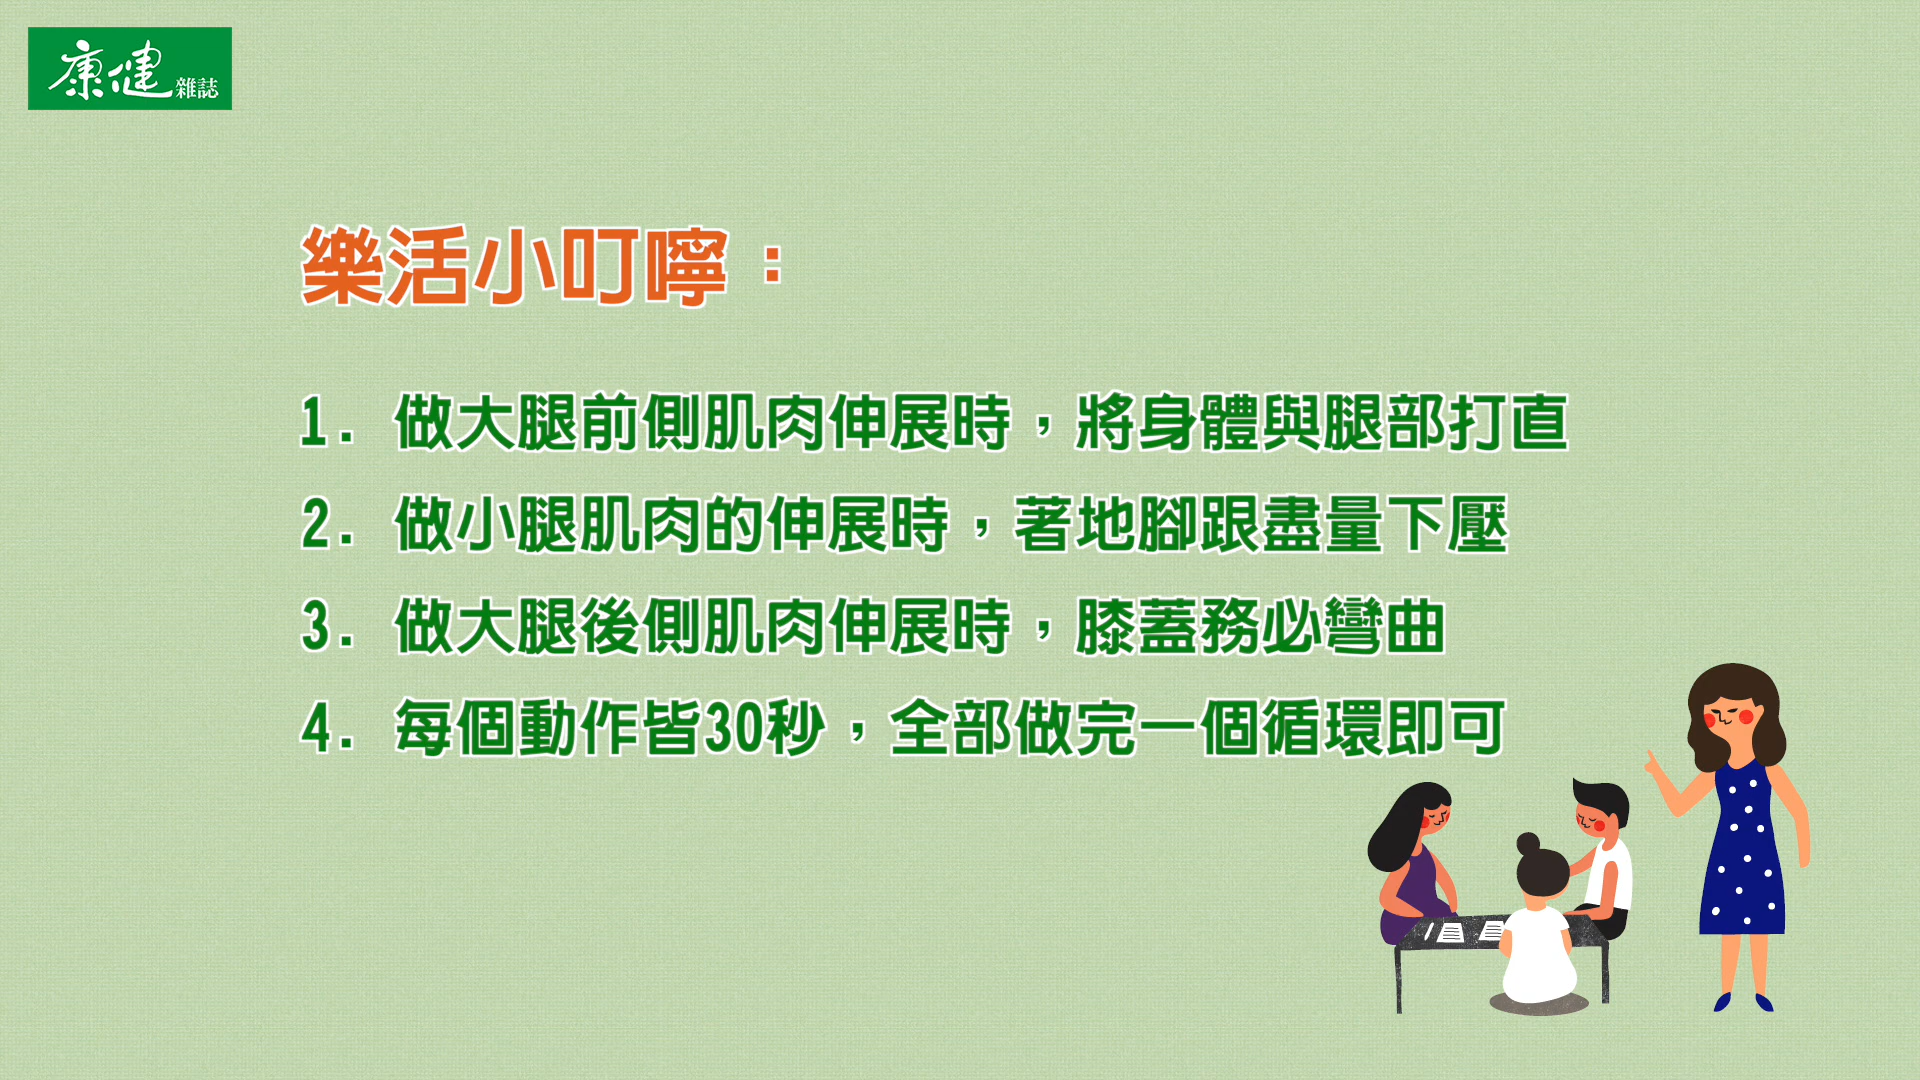 康健雜誌
樂活小叮嚀：
1. 做大腿前側肌肉伸展時，將身體與腿部打直
2. 做小腿肌肉的伸展時，著地腳跟盡量下壓
3. 做大腿後側肌肉伸展時，膝蓋務必彎曲
4. 每個動作皆30秒，全部做完一個循環即可